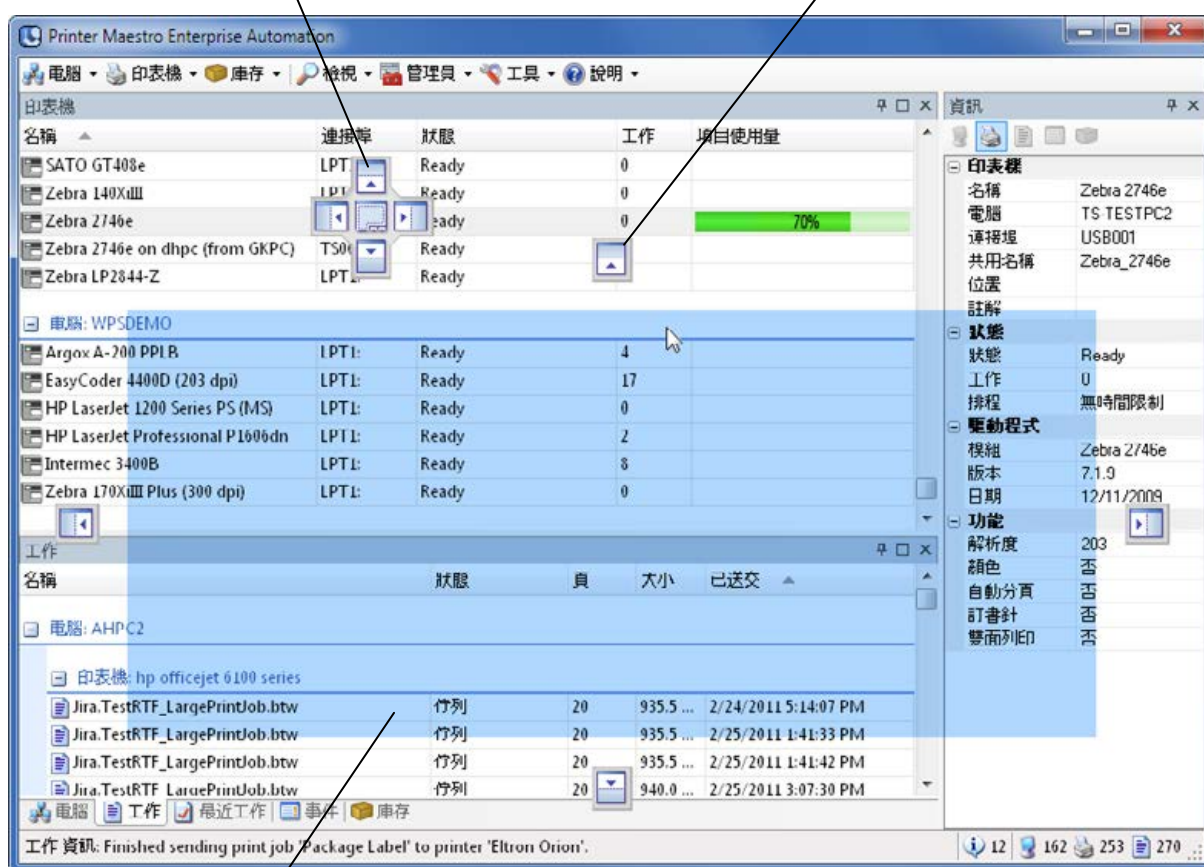 Printer Maestro Enterprise Automation
電腦 印表機 庫存 檢視 管理員 工具 說明
印表機
名稱 連接埠 狀態 工作 項目使用量
SATO GT408e LPT Ready 0
Zebra 140XiIII LPT Ready 0
Zebra 2746e eady 0 70%
Zebra 2746e on dhpc (from GKPC) TS0 Ready
Zebra LP2844-Z LPT Ready
電腦: WPSDEMO
Argox A-200 PPLB LPT1: Ready 4
EasyCoder 4400D (203 dpi) LPT1: Ready 17
HP LaserJet 1200 Series PS (MS) LPT1: Ready 0
HP LaserJet Professional P1606dn LPT1: Ready 2
Intermec 3400B LPT1: Ready 8
Zebra 170XiIII Plus (300 dpi) LPT1: Ready 0
工作
名稱 狀態 頁 大小 已送交
電腦: AHPC2
印表機: hp officejet 6100 series
Jira.TestRTF_LargePrintJob.btw 佇列 20 935.5 ... 2/24/2011 5:14:07 PM
Jira.TestRTF_LargePrintJob.btw 佇列 20 935.5 ... 2/25/2011 1:41:33 PM
Jira.TestRTF_LargePrintJob.btw 佇列 20 935.5 ... 2/25/2011 1:41:42 PM
Jira.TestRTF_LargePrintJob.btw 佇列 20 940.0 ... 2/25/2011 3:07:30 PM
電腦 工作 最近工作 事件 庫存
工作 資訊: Finished sending print job 'Package Label' to printer 'Eltron Orion'.
資訊
印表機
名稱 Zebra 2746e
電腦 TS-TESTPC2
連接埠 USB001
共用名稱 Zebra_2746e
位置
註解
狀態
狀態 Ready
工作 0
排程 無時間限制
驅動程式
模組 Zebra 2746e
版本 7.1.9
日期 12/11/2009
功能
解析度 203
顏色 否
自動分頁 否
訂書針 否
雙面列印 否
12 162 253 270